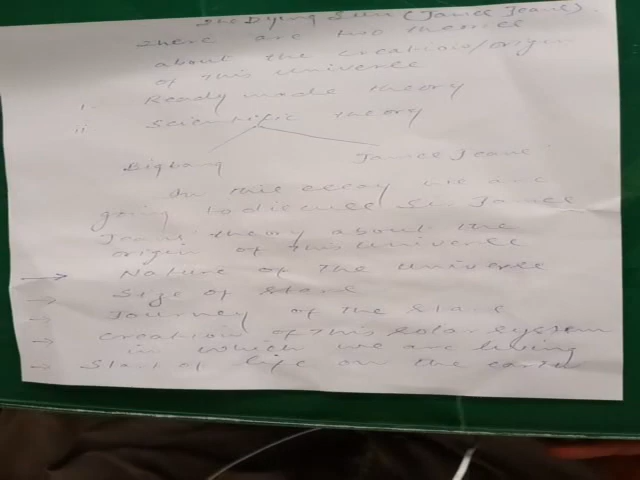 The Dying Sun (James Jeans).
There are two theories
about the creation/origin
of this universe
i. Ready made theory
ii Scientific theory
Bigbang James Jeans'
In this essay we are
going to discuss Sir James
Jeans' theory about the
origin of this universe
→ Nature of the universe
→ Size of stars
→ Journey of the stars
→ creation of this solar system
in which we are living
→ Start of life on the earth